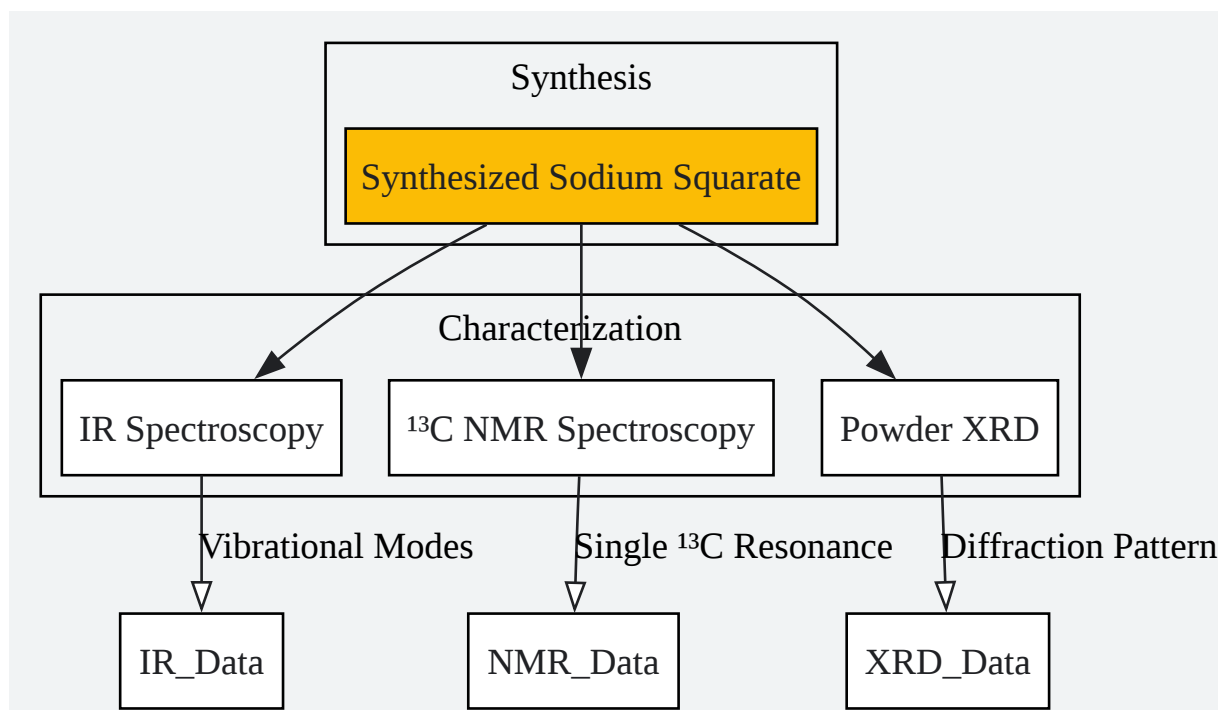 Synthesis
Synthesized Sodium Squarate
Characterization
IR Spectroscopy
¹³C NMR Spectroscopy
Powder XRD
Vibrational Modes
Single ¹³C Resonance
Diffraction Pattern
IR_Data
NMR_Data
XRD_Data